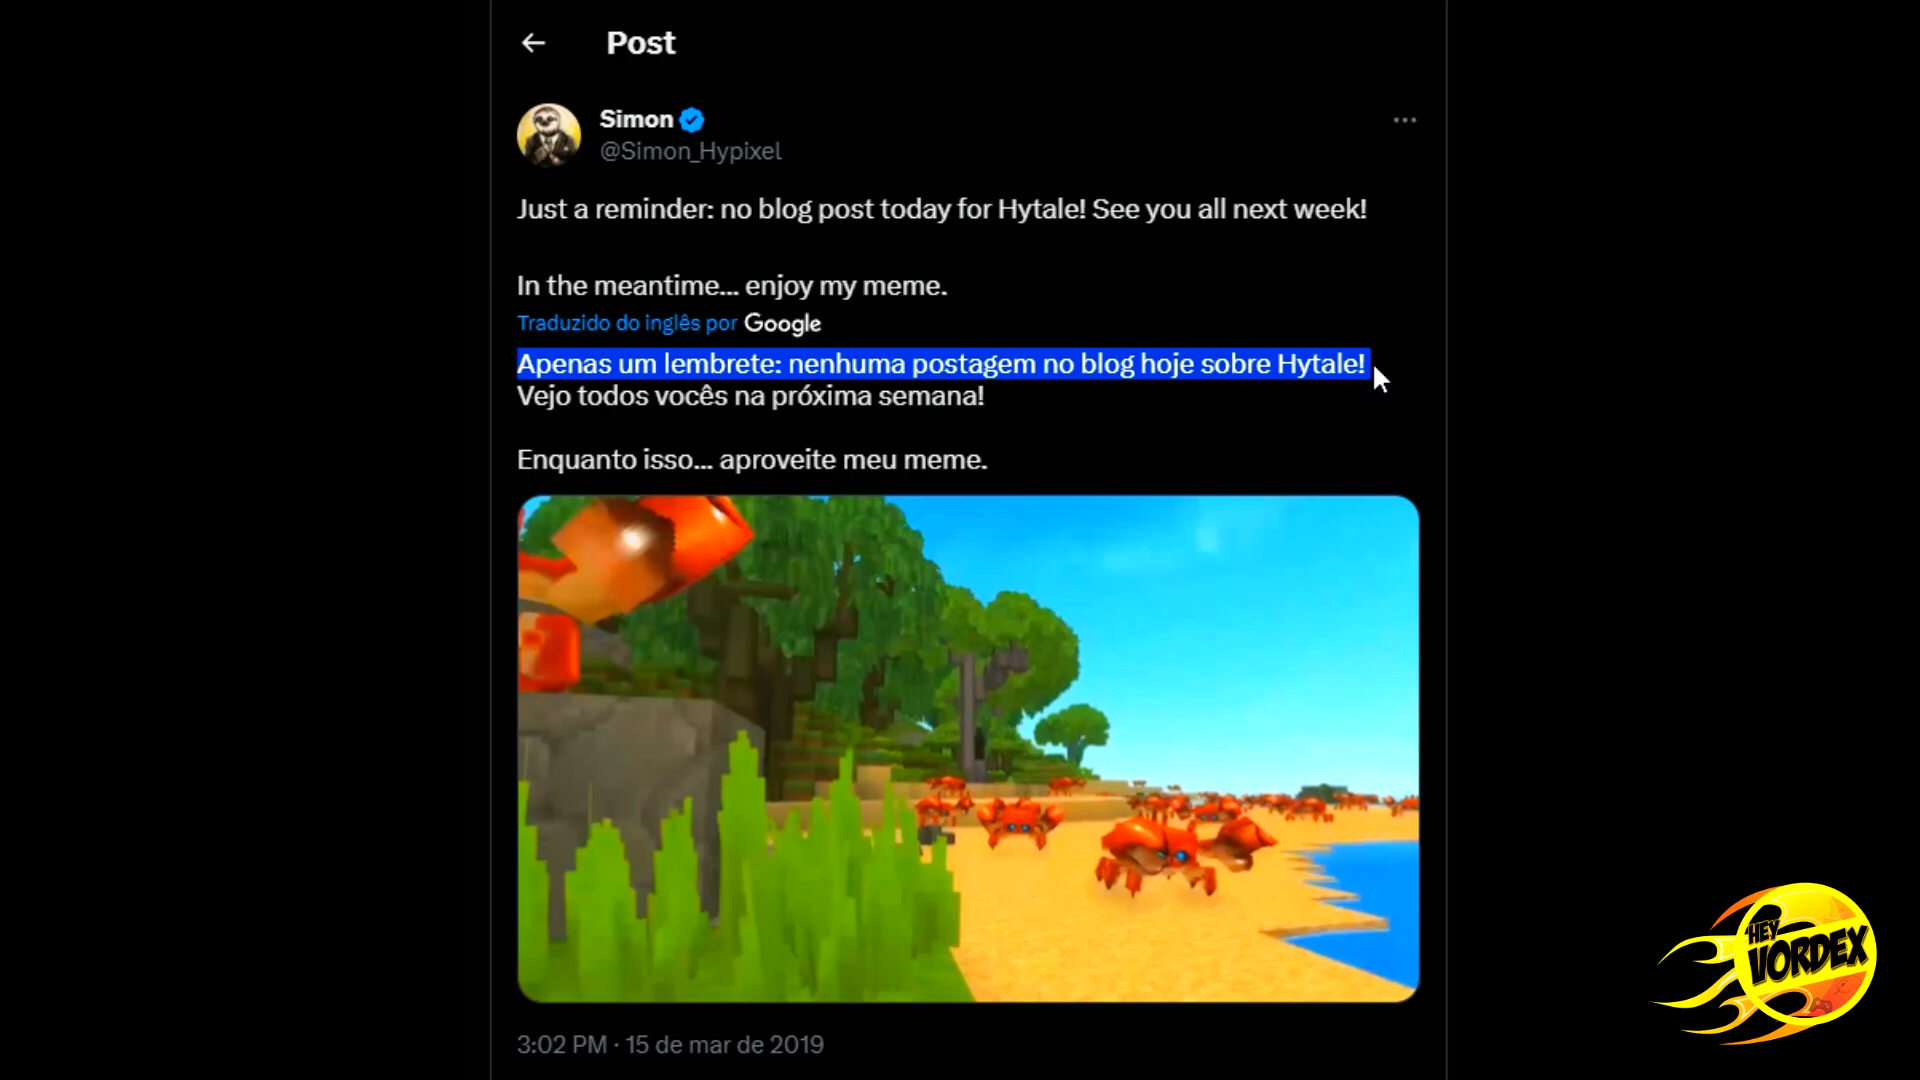 Post
Simon
@Simon_Hypixel
Just a reminder: no blog post today for Hytale! See you all next week!
In the meantime... enjoy my meme.
Traduzido do inglês por Google
Apenas um lembrete: nenhuma postagem no blog hoje sobre Hytale!
Vejo todos vocês na próxima semana!
Enquanto isso... aproveite meu meme.
HEY
VORDEX
3:02 PM · 15 de mar de 2019